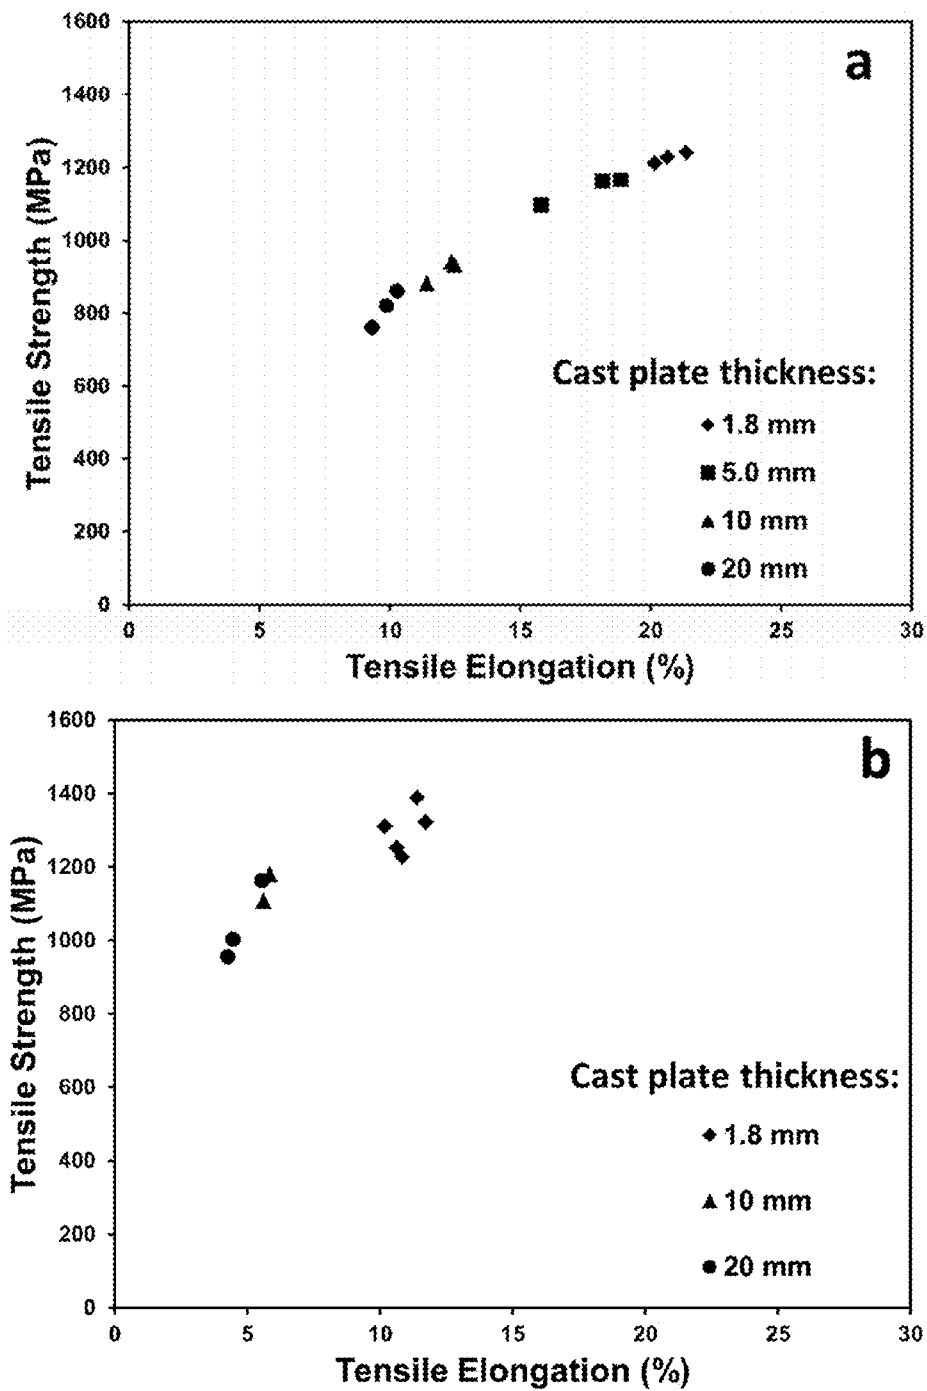 1600
a
1400
1200
1000
800
600
400
200
0
Tensile Strength (MPa)
Cast plate thickness:
1.8 mm
5.0 mm
10 mm
20 mm
0 5 10 15 20 25 30
Tensile Elongation (%)
1600
b
1400
1200
1000
800
600
400
200
0
Tensile Strength (MPa)
Cast plate thickness:
1.8 mm
10 mm
20 mm
0 5 10 15 20 25 30
Tensile Elongation (%)